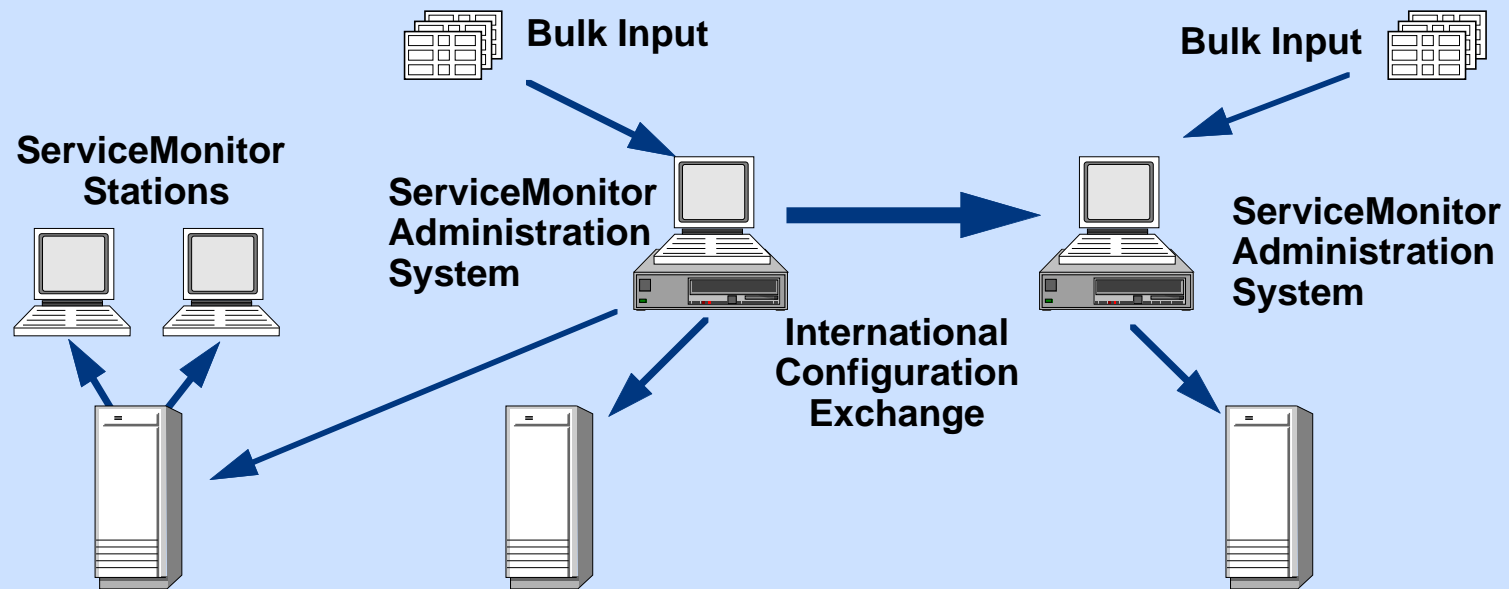 Bulk Input
Bulk Input
ServiceMonitor
Stations
ServiceMonitor
Administration
System
ServiceMonitor
Administration
System
International
Configuration
Exchange